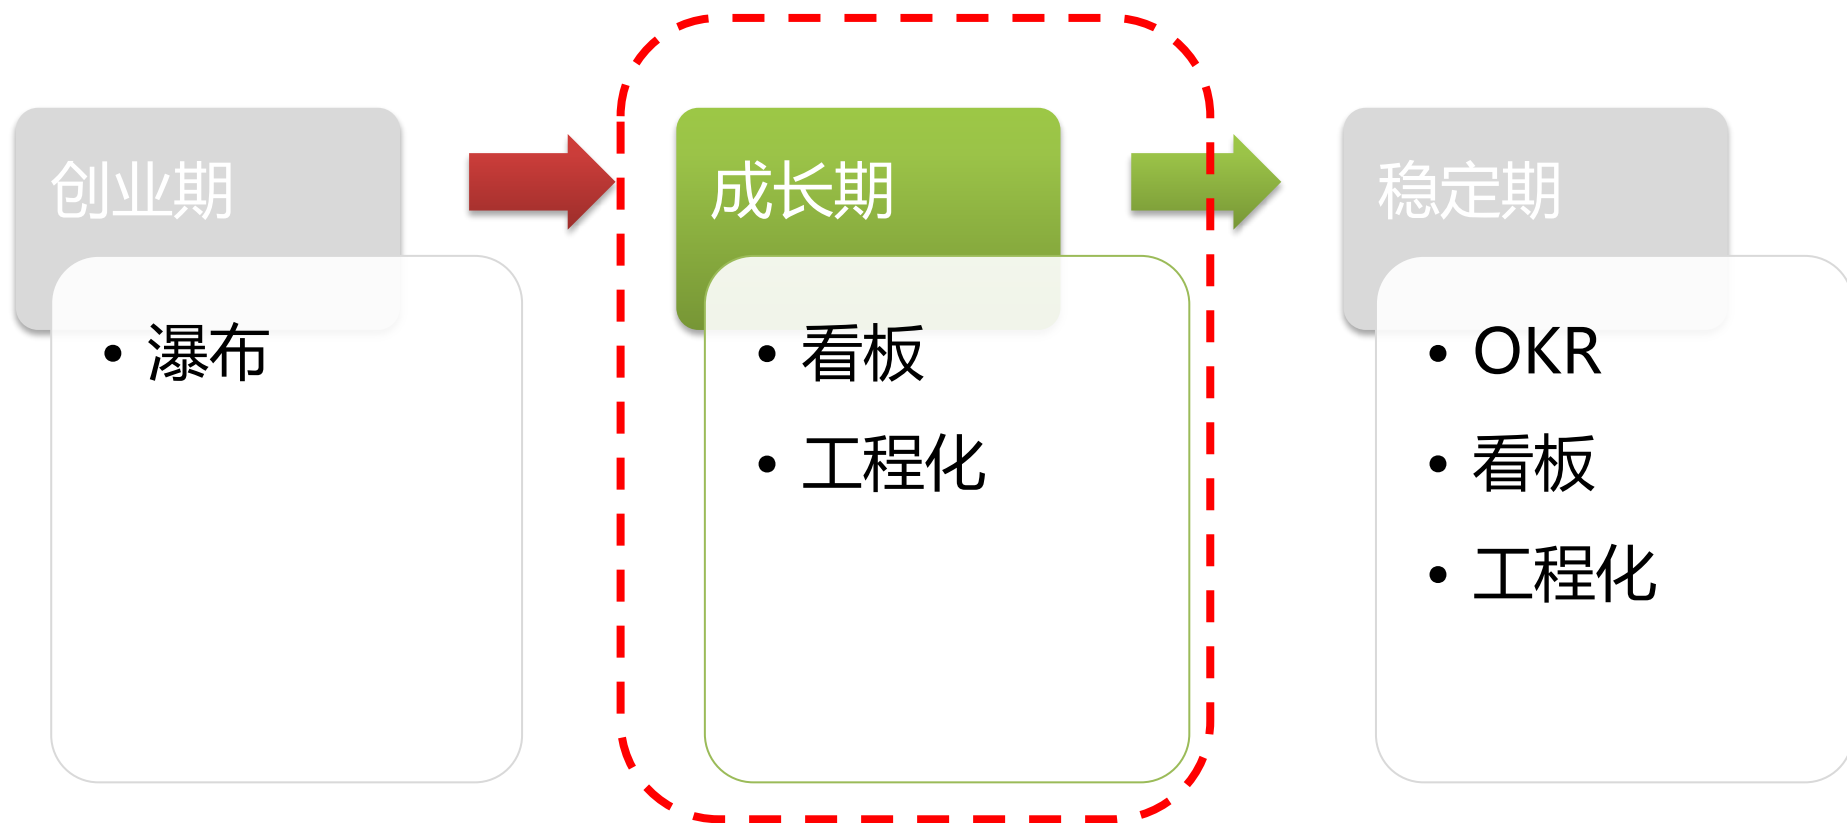 创业期
• 瀑布
成长期
• 看板
• 工程化
稳定期
• OKR
• 看板
• 工程化